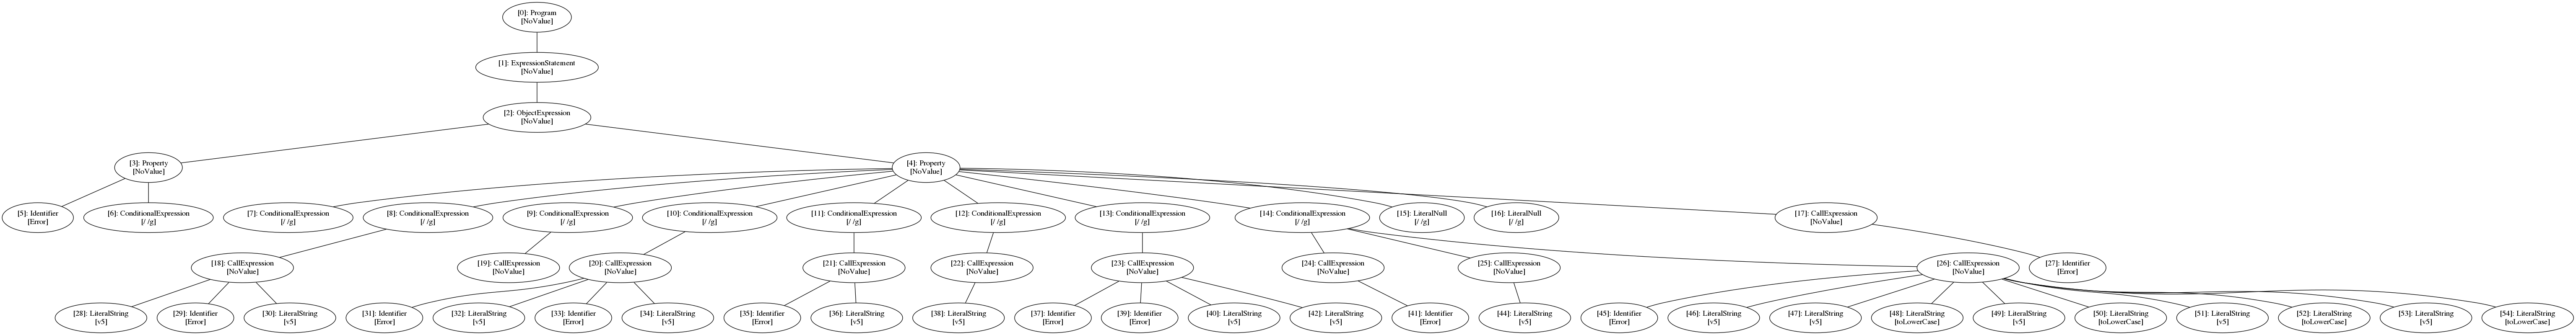 [0]: Program
[NoValue]
[1]: ExpressionStatement
[NoValue]
[2]: ObjectExpression
[NoValue]
[3]: Property
[NoValue]
[4]: Property
[NoValue]
[5]: Identifier
[Error]
[6]: ConditionalExpression
[/ /g]
[7]: ConditionalExpression
[/ /g]
[8]: ConditionalExpression
[/ /g]
[9]: ConditionalExpression
[/ /g]
[10]: ConditionalExpression
[/ /g]
[11]: ConditionalExpression
[/ /g]
[12]: ConditionalExpression
[/ /g]
[13]: ConditionalExpression
[/ /g]
[14]: ConditionalExpression
[/ /g]
[15]: LiteralNull
[/ /g]
[16]: LiteralNull
[/ /g]
[17]: CallExpression
[NoValue]
[18]: CallExpression
[NoValue]
[19]: CallExpression
[NoValue]
[20]: CallExpression
[NoValue]
[21]: CallExpression
[NoValue]
[22]: CallExpression
[NoValue]
[23]: CallExpression
[NoValue]
[24]: CallExpression
[NoValue]
[25]: CallExpression
[NoValue]
[26]: CallExpression
[NoValue]
[27]: Identifier
[Error]
[28]: LiteralString
[v5]
[29]: Identifier
[Error]
[30]: LiteralString
[v5]
[31]: Identifier
[Error]
[32]: LiteralString
[v5]
[33]: Identifier
[Error]
[34]: LiteralString
[v5]
[35]: Identifier
[Error]
[36]: LiteralString
[v5]
[38]: LiteralString
[v5]
[37]: Identifier
[Error]
[39]: Identifier
[Error]
[40]: LiteralString
[v5]
[42]: LiteralString
[v5]
[41]: Identifier
[Error]
[44]: LiteralString
[v5]
[45]: Identifier
[Error]
[46]: LiteralString
[v5]
[47]: LiteralString
[v5]
[48]: LiteralString
[toLowerCase]
[49]: LiteralString
[v5]
[50]: LiteralString
[toLowerCase]
[51]: LiteralString
[v5]
[52]: LiteralString
[toLowerCase]
[53]: LiteralString
[v5]
[54]: LiteralString
[toLowerCase]